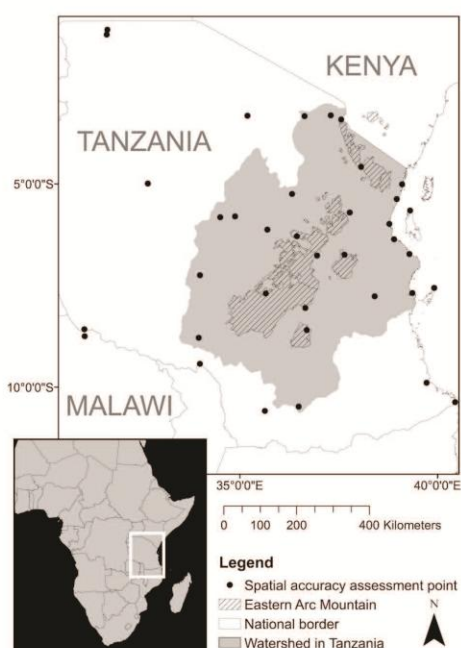 KENYA
TANZANIA
5°0'0"S
10°0'0"S
MALAWI
35°0'0"E
40°0'0"E
0 100 200 400 Kilometers
Legend
Spatial accuracy assessment point
Eastern Arc Mountain
National border
Watershed in Tanzania
N